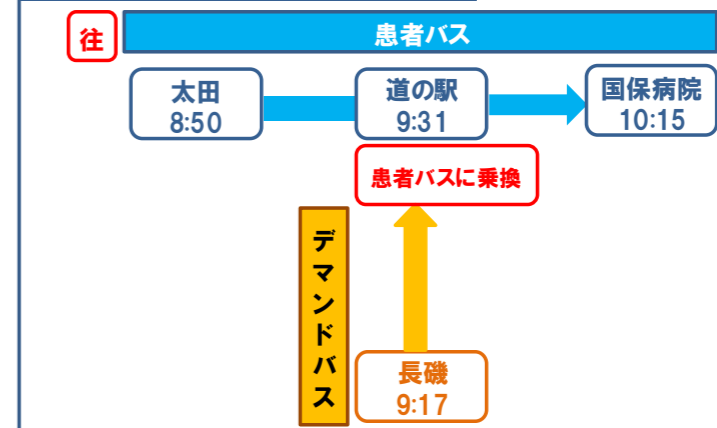 往
患者バス
太田
8:50
道の駅
9:31
国保病院
10:15
患者バスに乗換
デマンドバス
長磯
9:17